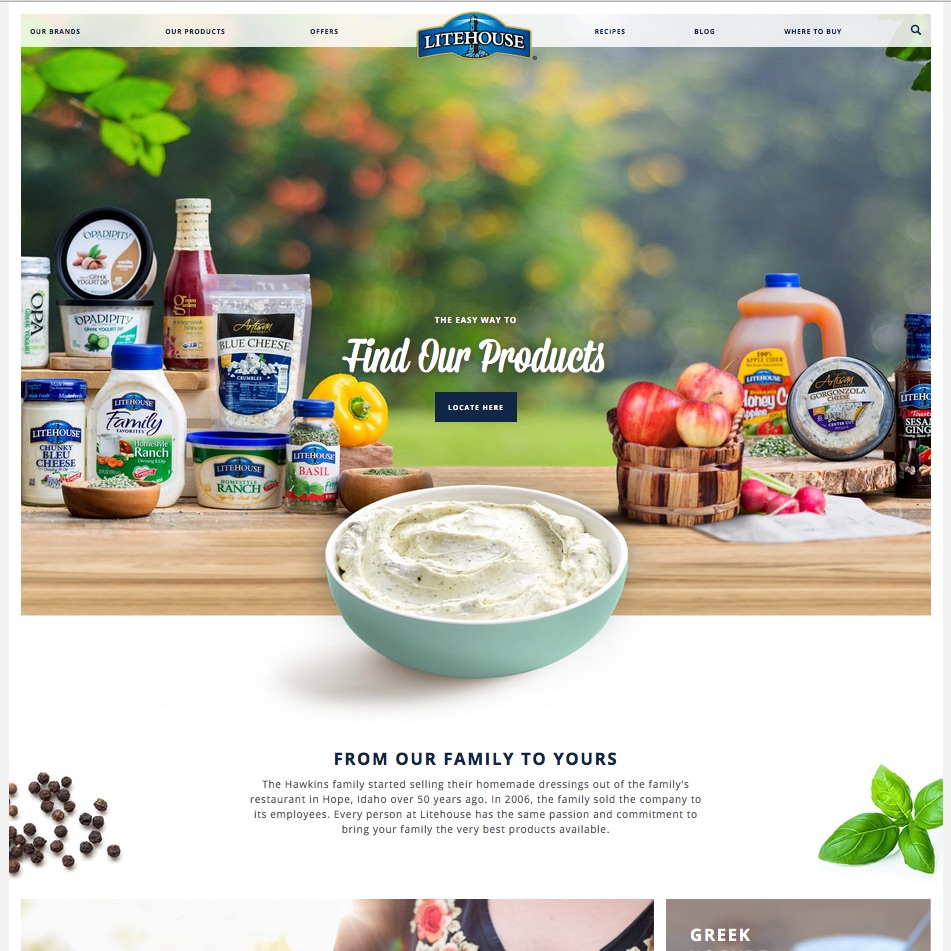 OUR BRANDS
OUR PRODUCTS
OFFERS
LITEHOUSE
RECIPES
BLOG
WHERE TO BUY
OPADIPITY
GREEK YOGURT DIP
OPADIPITY
GREEK YOGURT DIP
OPA
Artisan
BLUE CHEESE
CRUMBLES
LITEHOUSE
CHUNKY
BLEU
CHEESE
LITEHOUSE
Family
FAVORITES
Homestyle
Ranch
Dressing & Dip
LITEHOUSE
HOMESTYLE
RANCH
LITEHOUSE
BASIL
THE EASY WAY TO
Find Our Products
LOCATE HERE
100%
APPLE CIDER
LITEHOUSE
Honey C
Apple
Artisan
GORGONZOLA
CHEESE
CENTER CUT
LITEHO
SESA
GING
FROM OUR FAMILY TO YOURS
The Hawkins family started selling their homemade dressings out of the family's
restaurant in Hope, Idaho over 50 years ago. In 2006, the family sold the company to
its employees. Every person at Litehouse has the same passion and commitment to
bring your family the very best products available.
GREEK